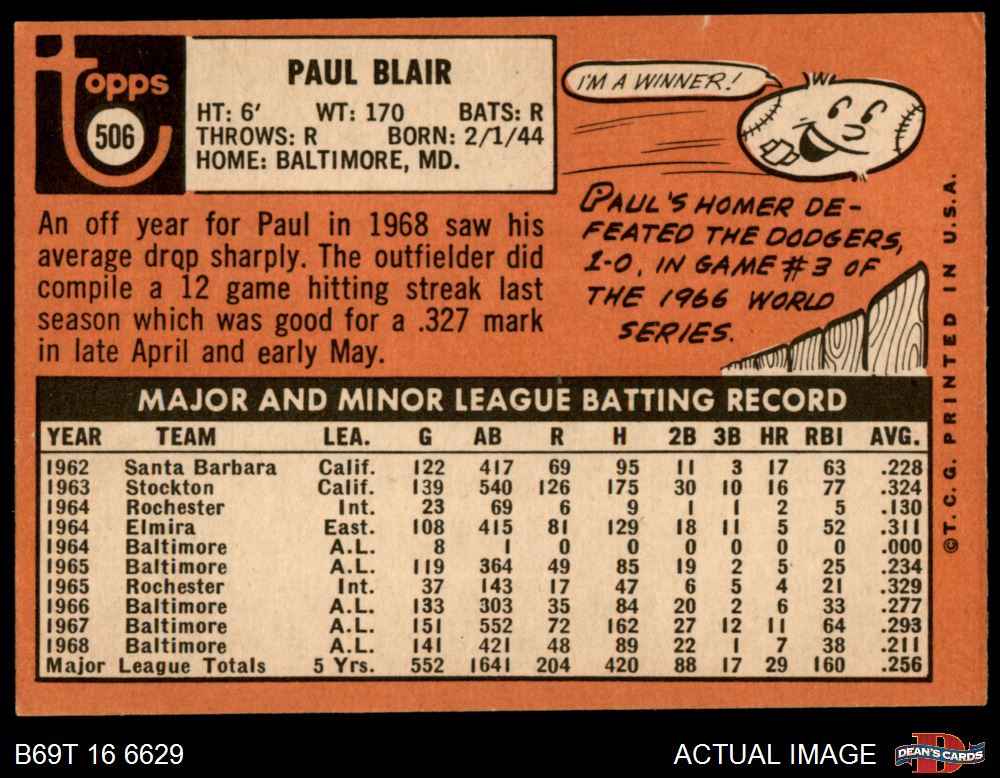 topps
506
PAUL BLAIR
HT: 6' WT: 170 BATS: R
THROWS: R BORN: 2/1/44
HOME: BALTIMORE, MD.
I'M A WINNER!
PAUL'S HOMER DE-
FEATED THE DODGERS,
1-0, IN GAME #3 OF
THE 1966 WORLD
SERIES.
An off year for Paul in 1968 saw his
average drop sharply. The outfielder did
compile a 12 game hitting streak last
season which was good for a .327 mark
in late April and early May.
©T.C.G. PRINTED IN U.S.A.
MAJOR AND MINOR LEAGUE BATTING RECORD
YEAR TEAM LEA. G AB R H 2B 3B HR RBI AVG.
1962 Santa Barbara Calif. 122 417 69 95 11 3 17 63 .228
1963 Stockton Calif. 139 540 126 175 30 10 16 77 .324
1964 Rochester Int. 23 69 6 9 1 1 2 5 .130
1964 Elmira East. 108 415 81 129 18 11 5 52 .311
1964 Baltimore A.L. 8 1 0 0 0 0 0 0 .000
1965 Baltimore A.L. 119 364 49 85 19 2 5 25 .234
1965 Rochester Int. 37 143 17 47 6 5 4 21 .329
1966 Baltimore A.L. 133 303 35 84 20 2 6 33 .277
1967 Baltimore A.L. 151 552 72 162 27 12 11 64 .293
1968 Baltimore A.L. 141 421 48 89 22 1 7 38 .211
Major League Totals 5 Yrs. 552 1641 204 420 88 17 29 160 .256
B69T 16 6629
ACTUAL IMAGE
DEAN'S CARDS